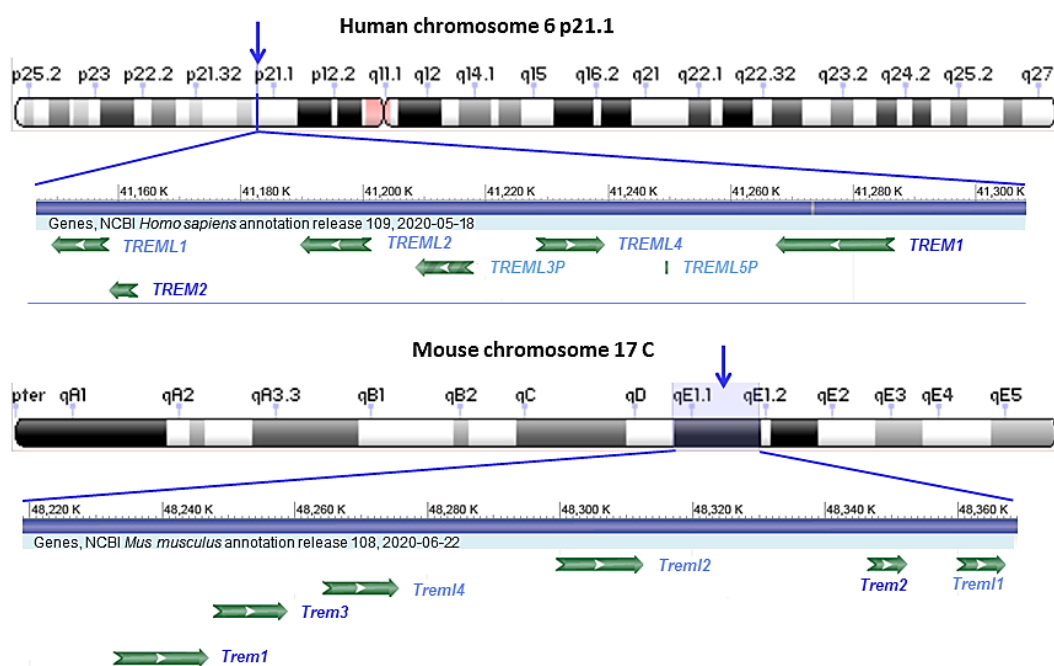 Human chromosome 6 p21.1
p25.2 p23 p22.2 p21.32 p21.1 p12.2 q11.1 q12 q14.1 q15 q16.2 q21 q22.1 q22.32 q23.2 q24.2 q25.2 q27
41,160 K 41,180 K 41,200 K 41,220 K 41,240 K 41,260 K 41,280 K 41,300 K
Genes, NCBI Homo sapiens annotation release 109, 2020-05-18
TREML1 TREML2 TREML4 TREM1
TREML3P TREML5P
TREM2
Mouse chromosome 17 C
pter qA1 qA2 qA3.3 qB1 qB2 qC qD qE1.1 qE1.2 qE2 qE3 qE4 qE5
48,220 K 48,240 K 48,260 K 48,280 K 48,300 K 48,320 K 48,340 K 48,360 K
Genes, NCBI Mus musculus annotation release 108, 2020-06-22
Treml2
Trem2 Treml1
Treml4
Trem3
Trem1